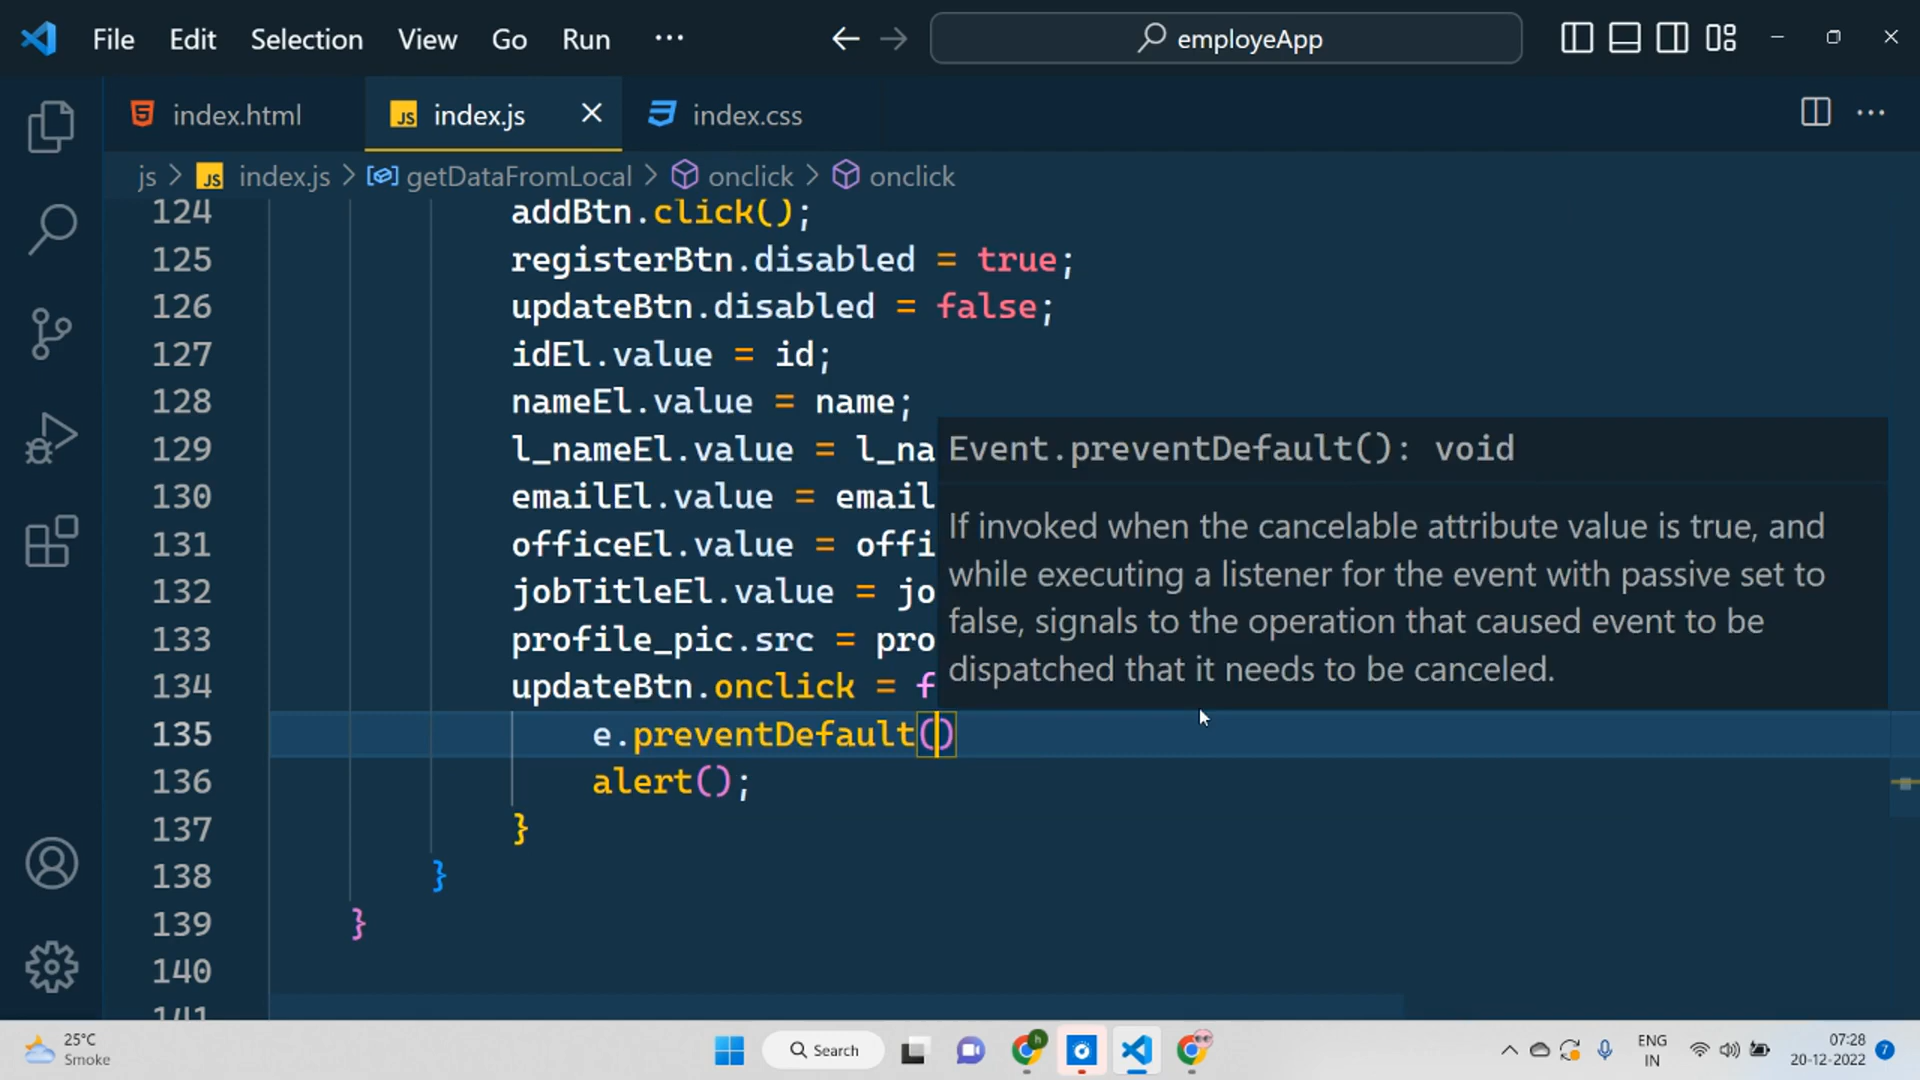 File Edit Selection View Go Run ··· employeApp
index.html JS index.js index.css
js > JS index.js > getDataFromLocal > onclick > onclick
124 addBtn.click();
125 registerBtn.disabled = true;
126 updateBtn.disabled = false;
127 idEl.value = id;
128 nameEl.value = name;
129 l_nameEl.value = l_na
Event.preventDefault(): void
130 emailEl.value = email
If invoked when the cancelable attribute value is true, and
131 officeEl.value = offi
while executing a listener for the event with passive set to
132 jobTitleEl.value = jo
false, signals to the operation that caused event to be
133 profile_pic.src = pro
dispatched that it needs to be canceled.
134 updateBtn.onclick = f
135 e.preventDefault()
136 alert();
137 }
138 }
139 }
140
141
25°C
Smoke
Search
h
ENG
IN
07:28
20-12-2022
7